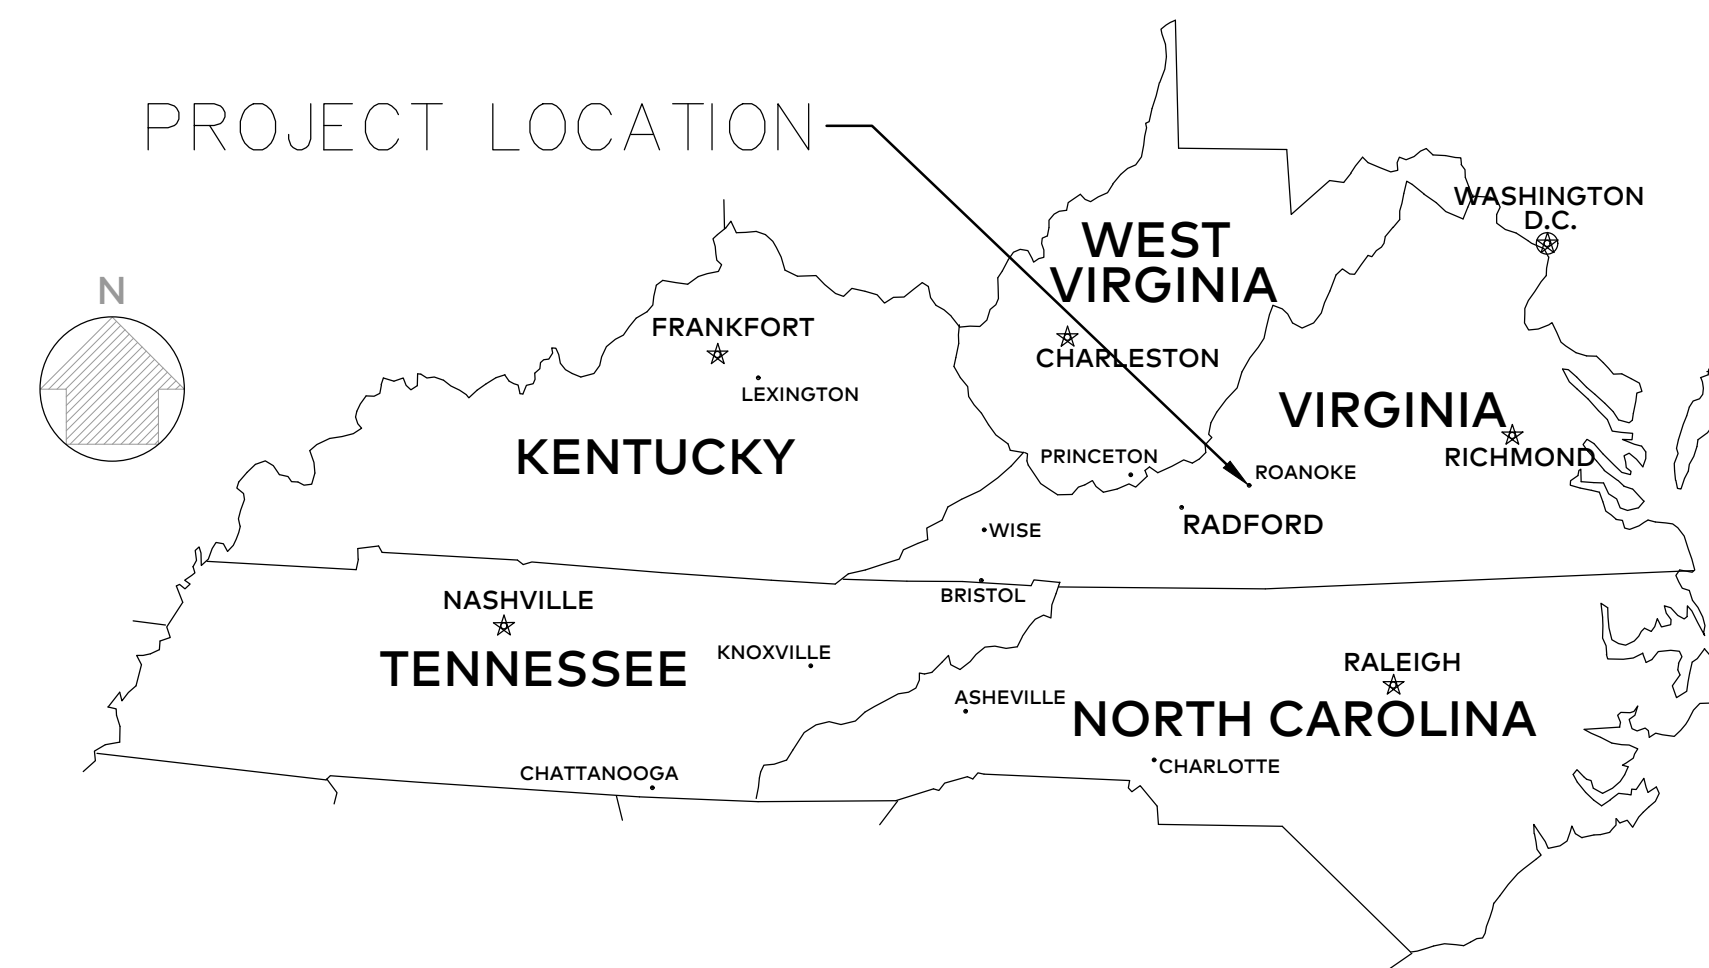 PROJECT LOCATION
WASHINGTON
D.C.
WEST
VIRGINIA
N
FRANKFORT
CHARLESTON
LEXINGTON
VIRGINIA
KENTUCKY
PRINCETON
RICHMOND
ROANOKE
WISE
RADFORD
BRISTOL
NASHVILLE
KNOXVILLE
TENNESSEE
RALEIGH
ASHEVILLE
NORTH CAROLINA
CHARLOTTE
CHATTANOOGA